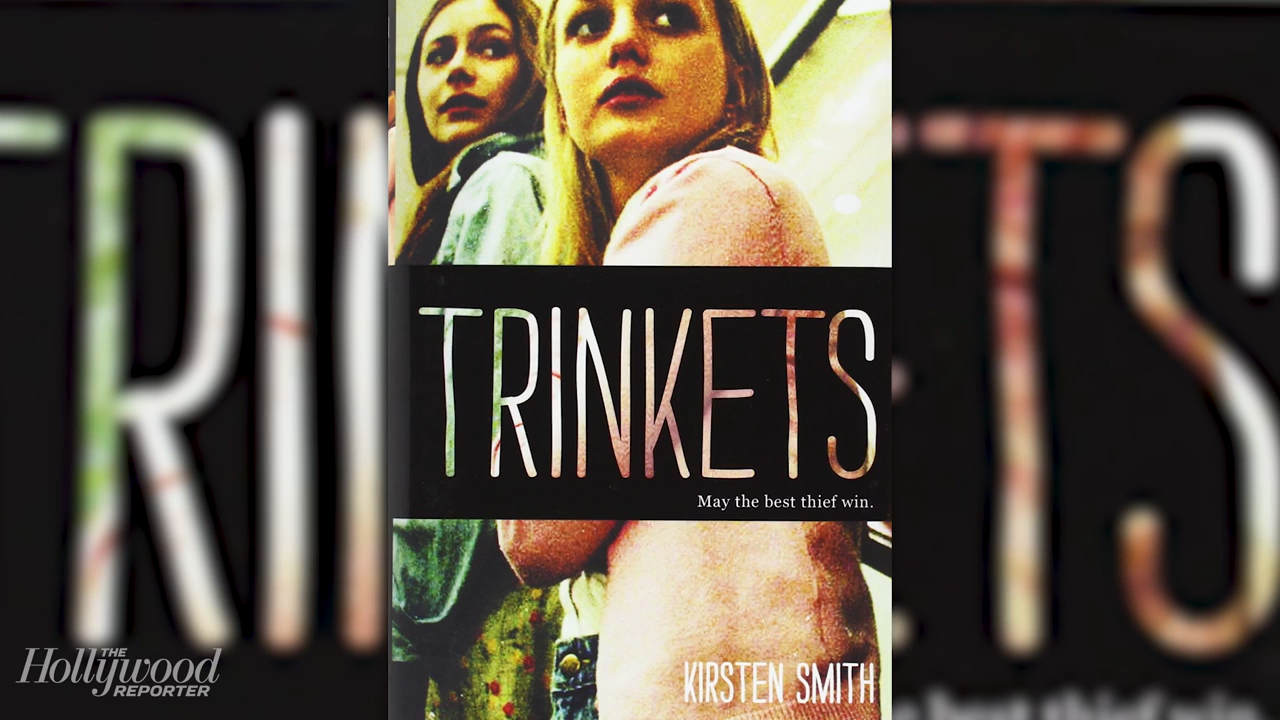 TRINKETS
May the best thief win.
KIRSTEN SMITH
THE
Hollywood
REPORTER